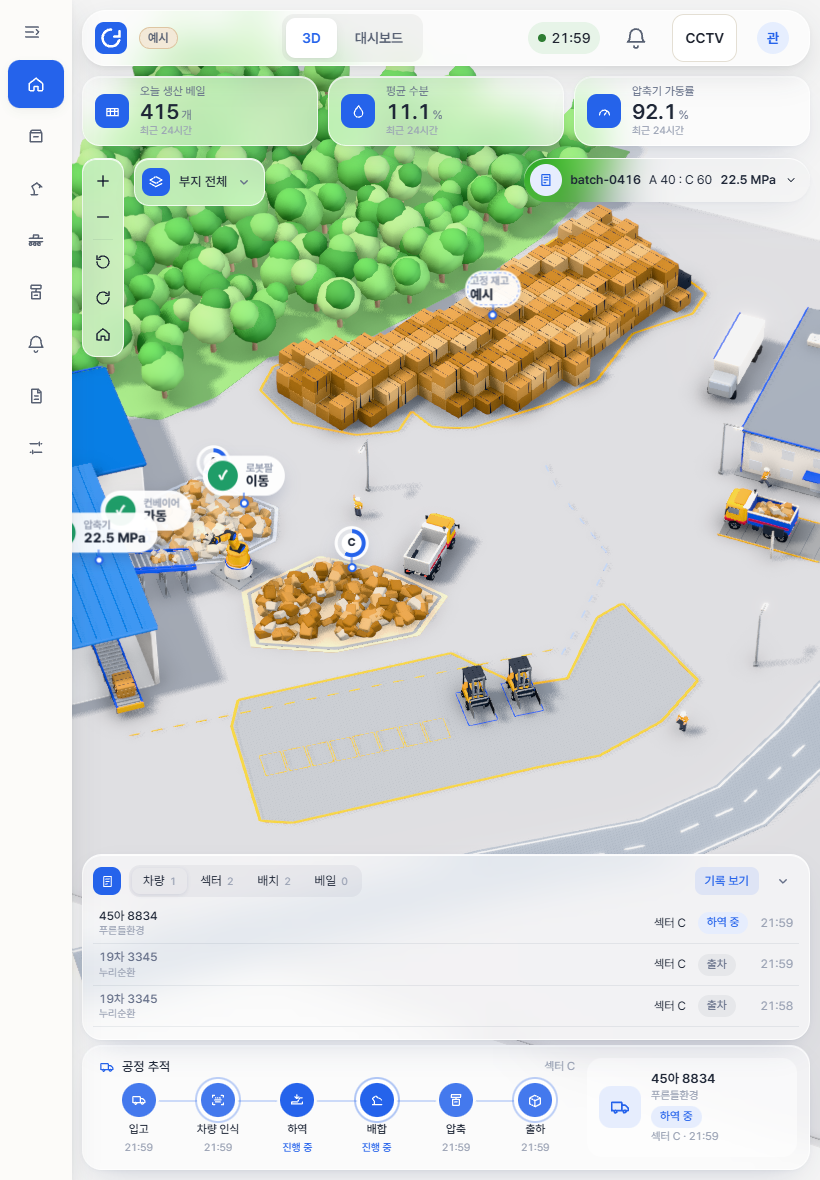 예시
3D
대시보드
21:59
CCTV
관
오늘 생산 베일
415개
최근 24시간
평균 수분
11.1%
최근 24시간
압축기 가동률
92.1%
최근 24시간
부지 전체
batch-0416 A 40 : C 60 22.5 MPa
고정 재고
예시
로봇팔
이동
컨베이어
압축기
22.5 MPa
C
차량 1
섹터 2
배치 2
베일 0
기록 보기
45아 8834
푸른들환경
섹터 C
하역 중
21:59
19차 3345
누리순환
섹터 C
출차
21:59
19차 3345
누리순환
섹터 C
출차
21:58
공정 추적
섹터 C
입고
21:59
차량 인식
21:59
하역
진행 중
배합
진행 중
압축
21:59
출하
21:59
45아 8834
푸른들환경
하역 중
섹터 C · 21:59